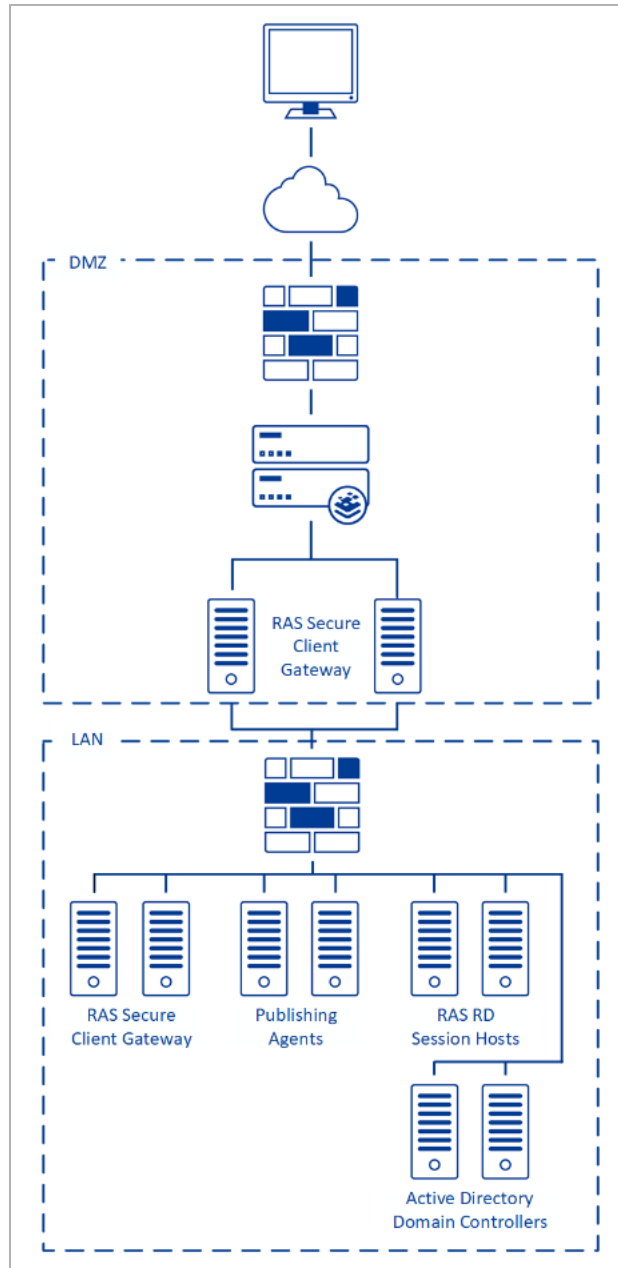 DMZ
RAS Secure
Client
Gateway
LAN
RAS Secure
Client Gateway
Publishing
Agents
RAS RD
Session Hosts
Active Directory
Domain Controllers